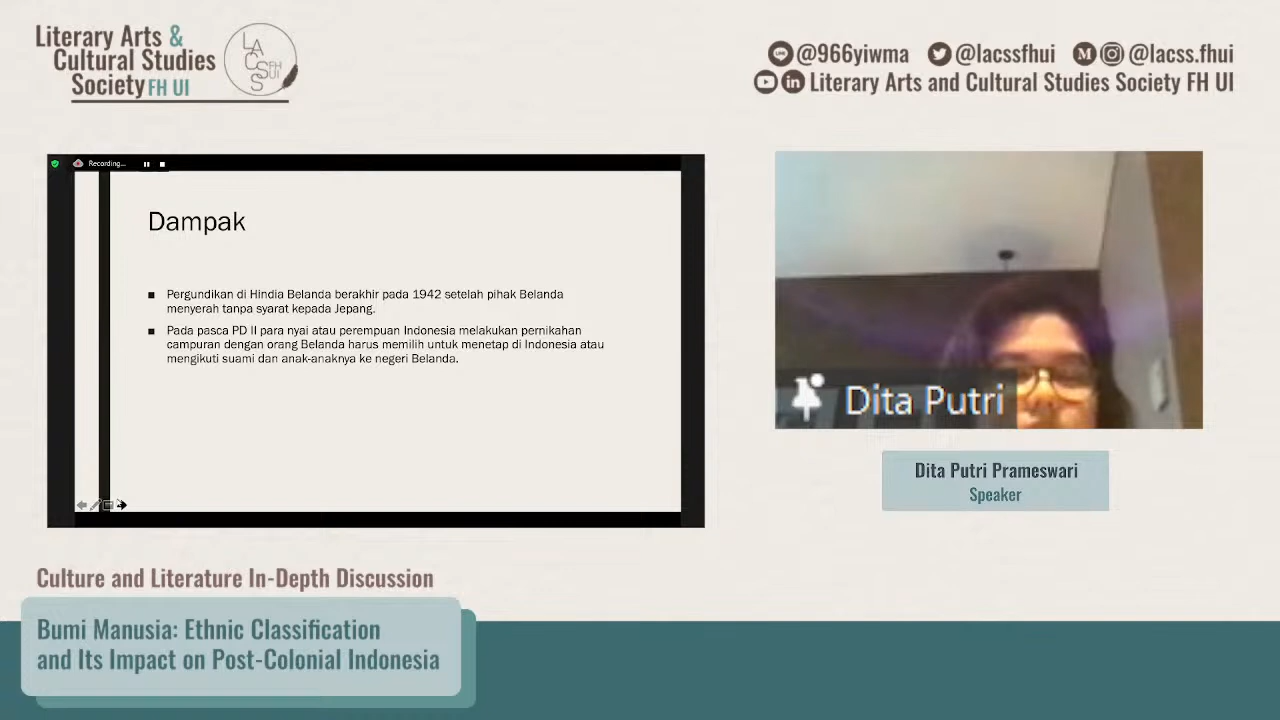 Literary Arts &
Cultural Studies
Society FH UI
LACSS FH UI
@966yiwma @lacssfhui @lacss.fhui
Literary Arts and Cultural Studies Society FH UI
Recording...
Dampak
Pergundikan di Hindia Belanda berakhir pada 1942 setelah pihak Belanda
menyerah tanpa syarat kepada Jepang.
Pada pasca PD II para nyai atau perempuan Indonesia melakukan pernikahan
campuran dengan orang Belanda harus memilih untuk menetap di Indonesia atau
mengikuti suami dan anak-anaknya ke negeri Belanda.
Dita Putri
Dita Putri Prameswari
Speaker
Culture and Literature In-Depth Discussion
Bumi Manusia: Ethnic Classification
and Its Impact on Post-Colonial Indonesia